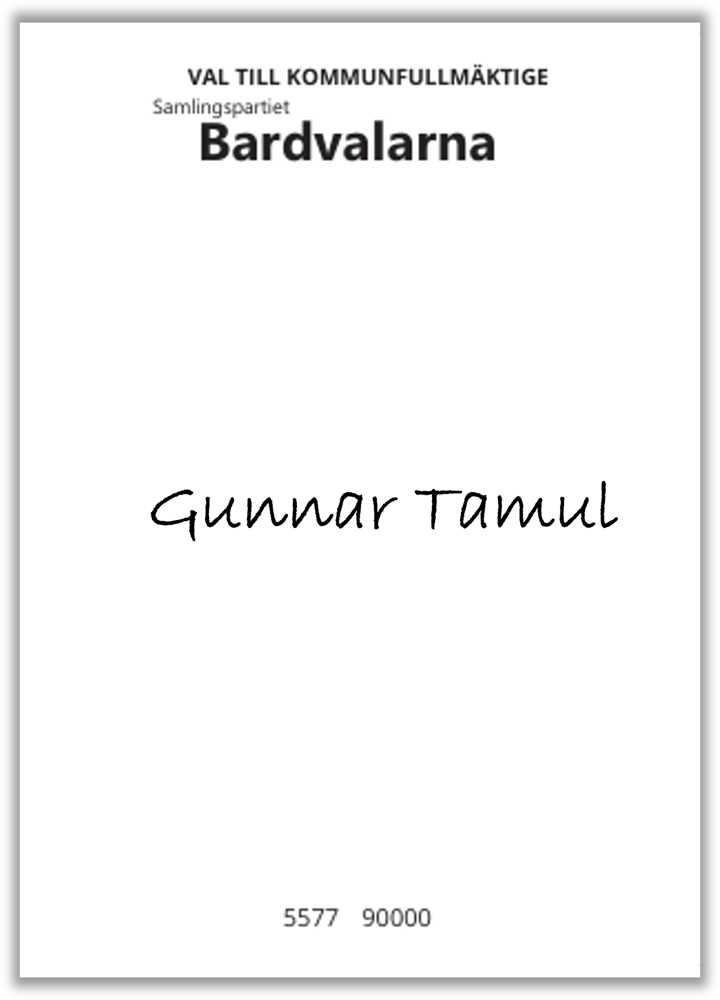 VAL TILL KOMMUNFULLMÄKTIGE
Samlingspartiet
Bardvalarna
Gunnar Tamul
5577 90000